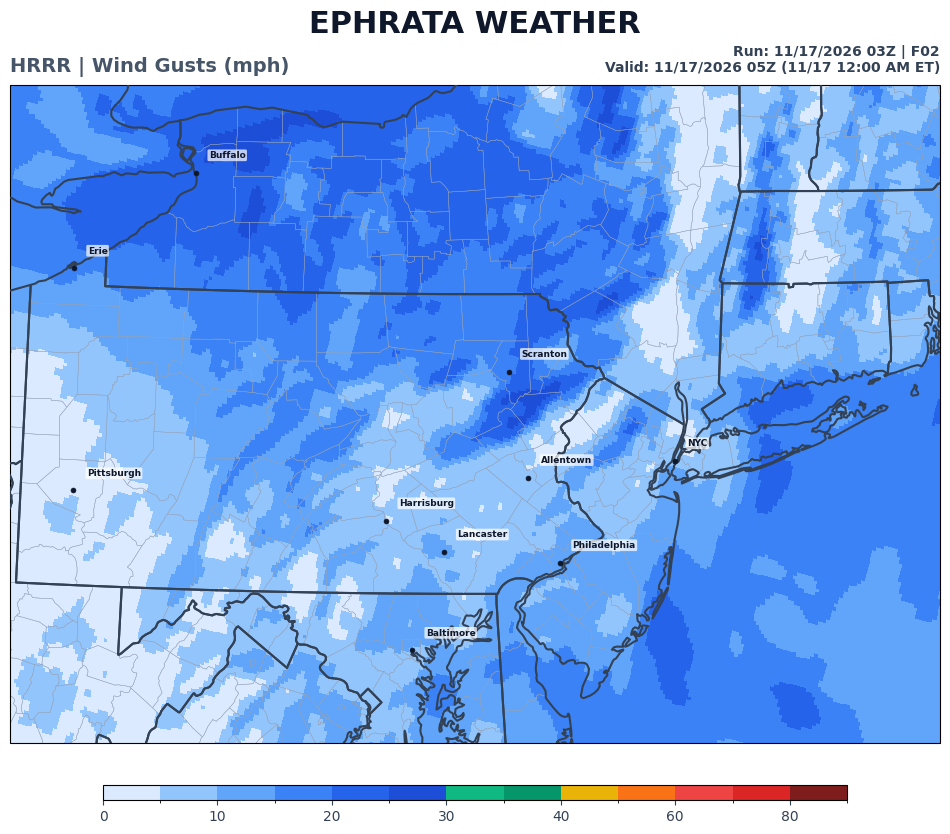 EPHRATA WEATHER
HRRR | Wind Gusts (mph)
Run: 11/17/2026 03Z | F02
Valid: 11/17/2026 05Z (11/17 12:00 AM ET)
Buffalo
Erie
Scranton
NYC
Allentown
Pittsburgh
Harrisburg
Lancaster
Philadelphia
Baltimore
0 10 20 30 40 50 60 70 80